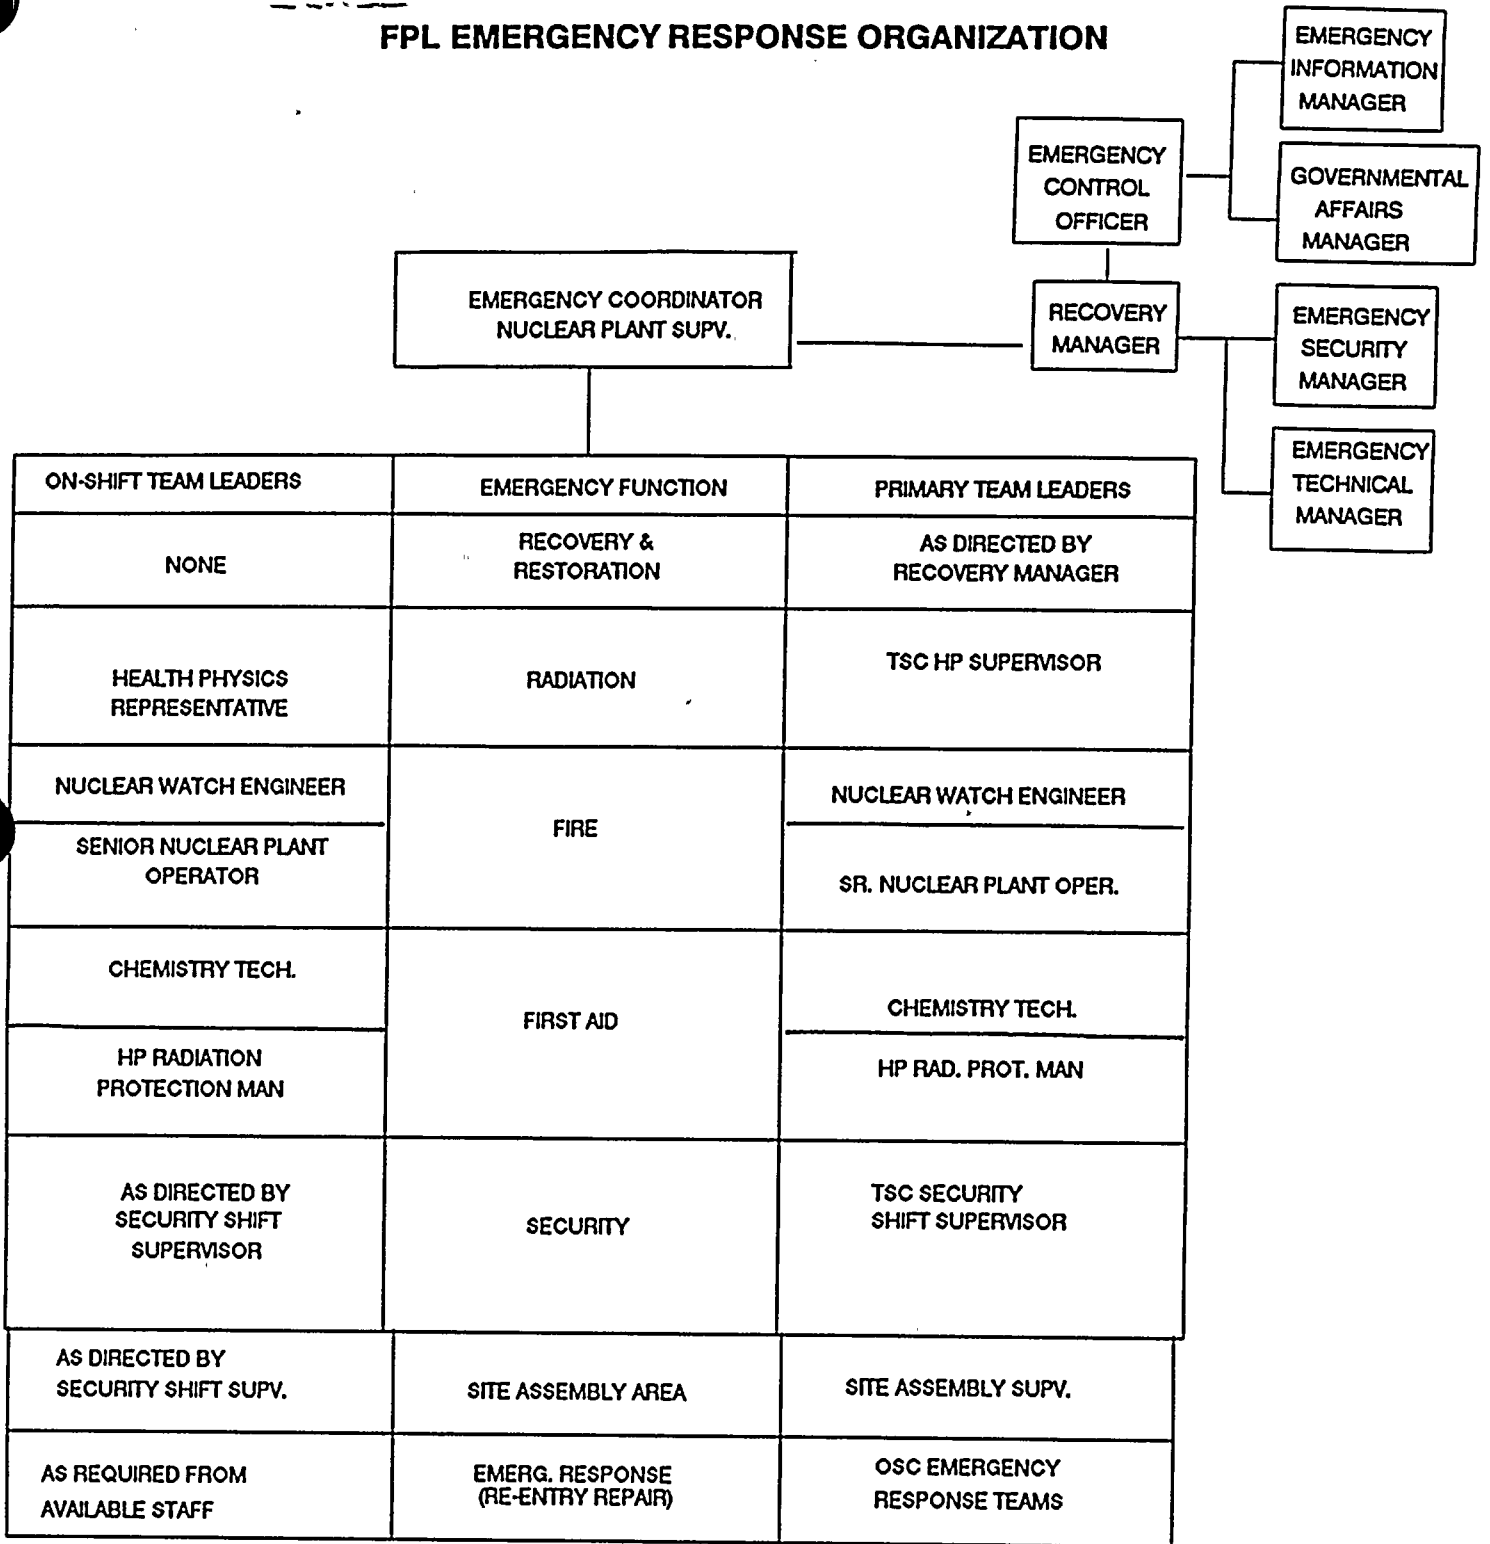 FPL EMERGENCY RESPONSE ORGANIZATION
EMERGENCY
INFORMATION
MANAGER
EMERGENCY
CONTROL
OFFICER
GOVERNMENTAL
AFFAIRS
MANAGER
EMERGENCY COORDINATOR
NUCLEAR PLANT SUPV.
RECOVERY
MANAGER
EMERGENCY
SECURITY
MANAGER
EMERGENCY
TECHNICAL
MANAGER
ON-SHIFT TEAM LEADERS
EMERGENCY FUNCTION
PRIMARY TEAM LEADERS
NONE
RECOVERY &
RESTORATION
AS DIRECTED BY
RECOVERY MANAGER
HEALTH PHYSICS
REPRESENTATIVE
RADIATION
TSC HP SUPERVISOR
NUCLEAR WATCH ENGINEER
SENIOR NUCLEAR PLANT
OPERATOR
FIRE
NUCLEAR WATCH ENGINEER
SR. NUCLEAR PLANT OPER.
CHEMISTRY TECH.
HP RADIATION
PROTECTION MAN
FIRST AID
CHEMISTRY TECH.
HP RAD. PROT. MAN
AS DIRECTED BY
SECURITY SHIFT
SUPERVISOR
SECURITY
TSC SECURITY
SHIFT SUPERVISOR
AS DIRECTED BY
SECURITY SHIFT SUPV.
SITE ASSEMBLY AREA
SITE ASSEMBLY SUPV.
AS REQUIRED FROM
AVAILABLE STAFF
EMERG. RESPONSE
(RE-ENTRY REPAIR)
OSC EMERGENCY
RESPONSE TEAMS